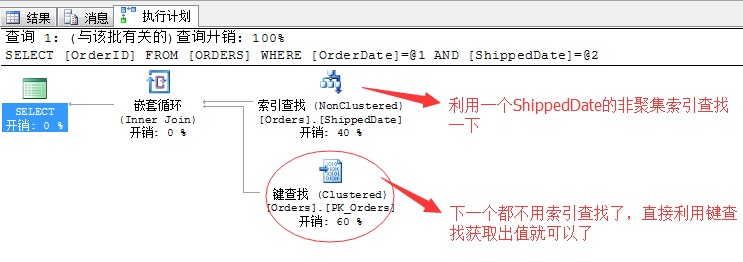 结果 消息 执行计划
查询 1: (与该批有关的)查询开销: 100%
SELECT [OrderID] FROM [ORDERS] WHERE [OrderDate]=@1 AND [ShippedDate]=@2
SELECT
开销: 0 %
嵌套循环
(Inner Join)
开销: 0 %
索引查找 (NonClustered)
[Orders].[ShippedDate]
开销: 40 %
利用一个ShippedDate的非聚集索引查找
一下
键查找 (Clustered)
[Orders].[PK_Orders]
开销: 60 %
下一个都不用索引查找了，直接利用键查
找获取出值就可以了